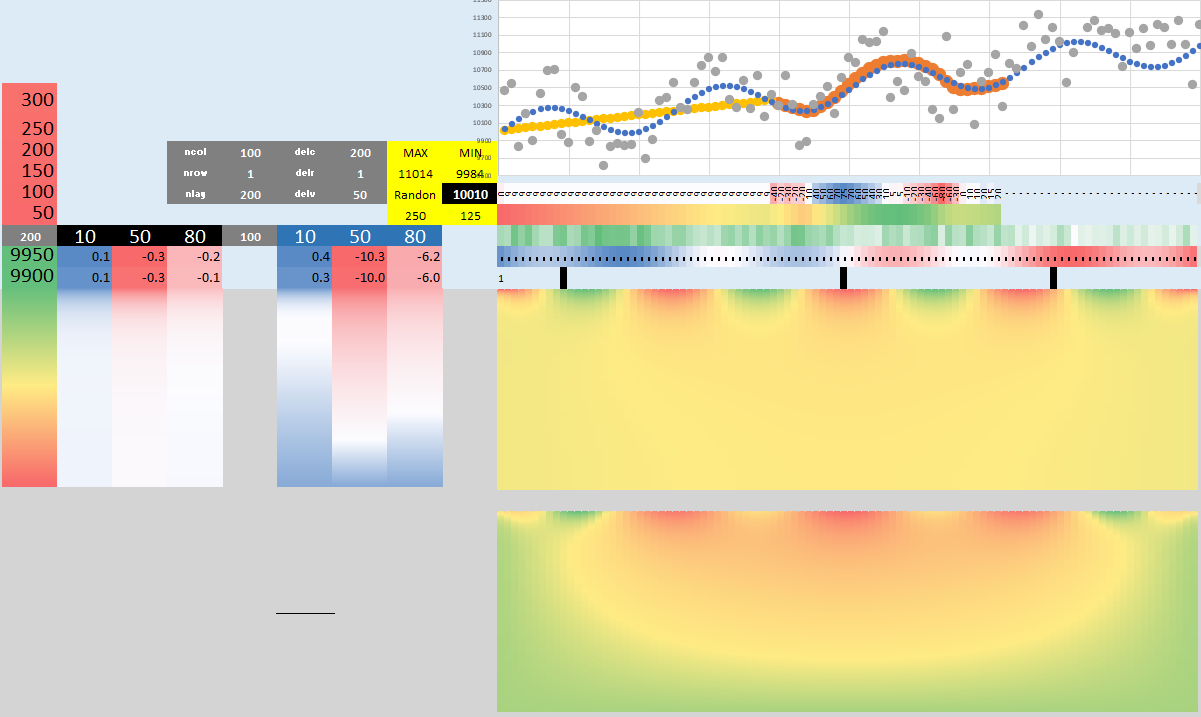 11300
11100
10900
10700
10500
10300
10100
9900
9700
300
250
200
150
100
50
ncol 100 delc 200 MAX MIN
nrow 1 delr 1 11014 9984
nlay 200 delv 50 Randon 10010
250 125
200 10 50 80 100 10 50 80
9950 0.1 -0.3 -0.2 0.4 -10.3 -6.2
9900 0.1 -0.3 -0.1 0.3 -10.0 -6.0
1